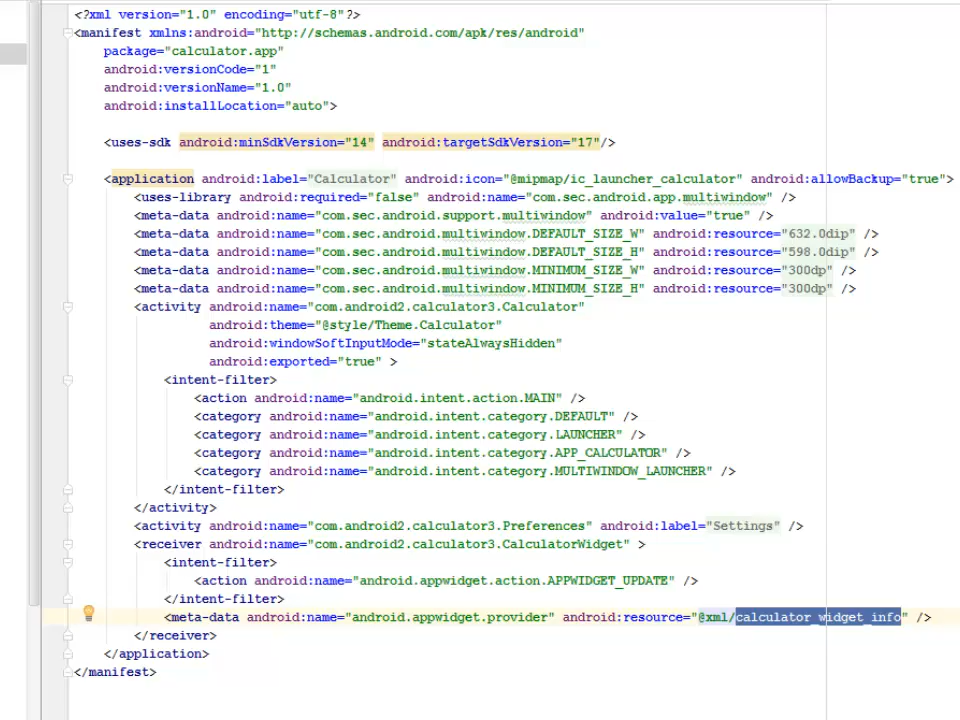 <?xml version="1.0" encoding="utf-8"?>
<manifest xmlns:android="http://schemas.android.com/apk/res/android"
package="calculator.app"
android:versionCode="1"
android:versionName="1.0"
android:installLocation="auto">
<uses-sdk android:minSdkVersion="14" android:targetSdkVersion="17"/>
<application android:label="Calculator" android:icon="@mipmap/ic_launcher_calculator" android:allowBackup="true">
<uses-library android:required="false" android:name="com.sec.android.app.multiwindow" />
<meta-data android:name="com.sec.android.support.multiwindow" android:value="true" />
<meta-data android:name="com.sec.android.multiwindow.DEFAULT_SIZE_W" android:resource="632.0dip" />
<meta-data android:name="com.sec.android.multiwindow.DEFAULT_SIZE_H" android:resource="598.0dip" />
<meta-data android:name="com.sec.android.multiwindow.MINIMUM_SIZE_W" android:resource="300dp" />
<meta-data android:name="com.sec.android.multiwindow.MINIMUM_SIZE_H" android:resource="300dp" />
<activity android:name="com.android2.calculator3.Calculator"
android:theme="@style/Theme.Calculator"
android:windowSoftInputMode="stateAlwaysHidden"
android:exported="true" >
<intent-filter>
<action android:name="android.intent.action.MAIN" />
<category android:name="android.intent.category.DEFAULT" />
<category android:name="android.intent.category.LAUNCHER" />
<category android:name="android.intent.category.APP_CALCULATOR" />
<category android:name="android.intent.category.MULTIWINDOW_LAUNCHER" />
</intent-filter>
</activity>
<activity android:name="com.android2.calculator3.Preferences" android:label="Settings" />
<receiver android:name="com.android2.calculator3.CalculatorWidget" >
<intent-filter>
<action android:name="android.appwidget.action.APPWIDGET_UPDATE" />
</intent-filter>
<meta-data android:name="android.appwidget.provider" android:resource="@xml/calculator_widget_info" />
</receiver>
</application>
</manifest>